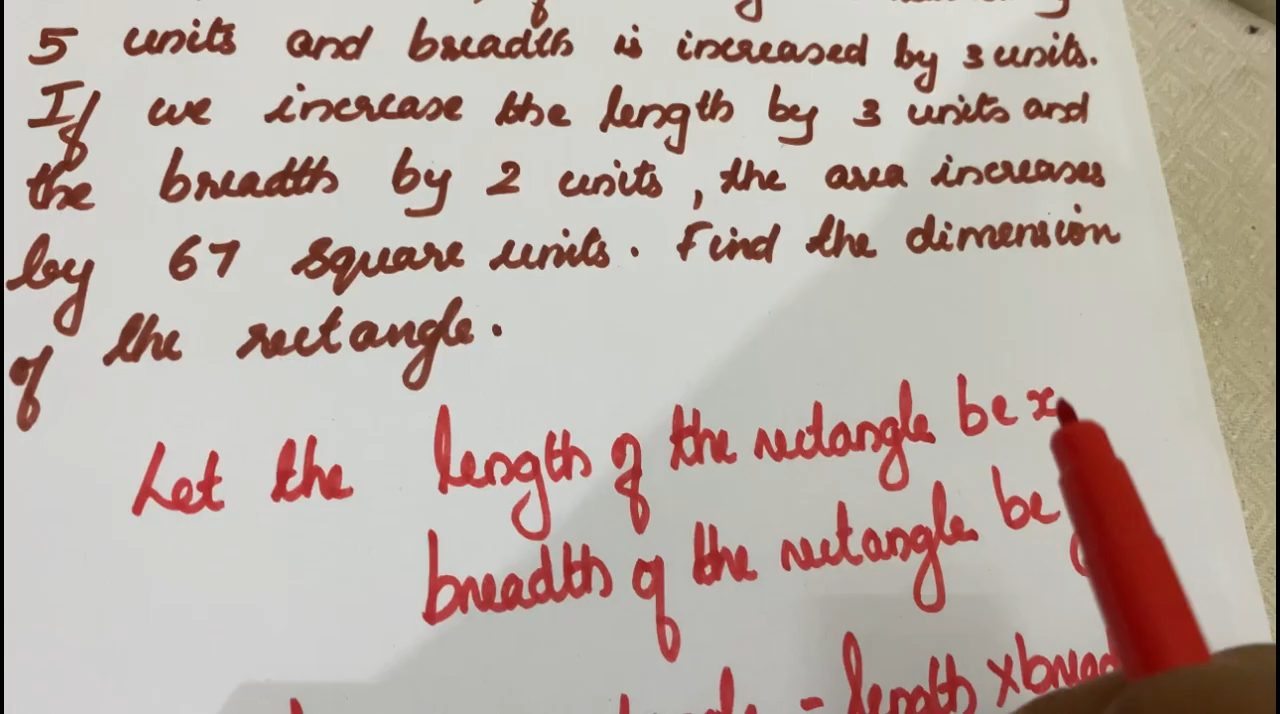 5 units and breadth is increased by 3 units.
If we increase the length by 3 units and
the breadth by 2 units, the area increases
by 67 square units. Find the dimension
of the rectangle.
Let the length of the rectangle be x
breadth of the rectangle be
= length × bread